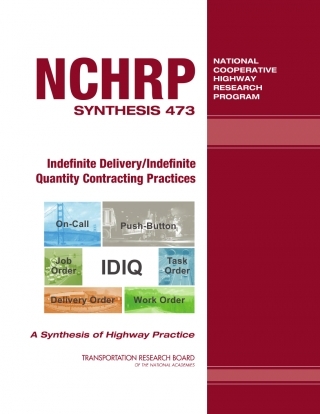 NCHRP
SYNTHESIS 473
NATIONAL
COOPERATIVE
HIGHWAY
RESEARCH
PROGRAM
Indefinite Delivery/Indefinite
Quantity Contracting Practices
On-Call
Push-Button
Job
Order
IDIQ
Task
Order
Delivery Order
Work Order
A Synthesis of Highway Practice
TRANSPORTATION RESEARCH BOARD
OF THE NATIONAL ACADEMIES